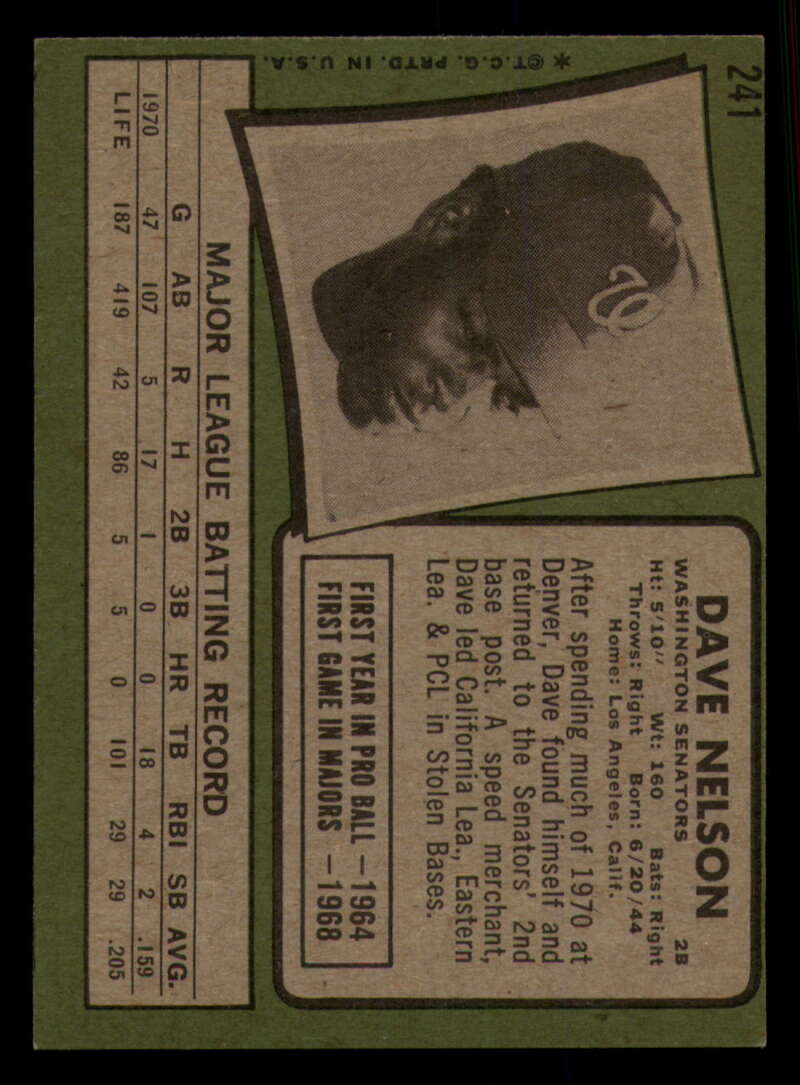 241
*©T.C.G. PRTD. IN U.S.A.
W
DAVE NELSON
WASHINGTON SENATORS 2B
Ht: 5/10" Wt: 160 Bats: Right
Throws: Right Born: 6/20/44
Home: Los Angeles, Calif.
After spending much of 1970 at
Denver, Dave found himself and
returned to the Senators' 2nd
base post. A speed merchant,
Dave led California Lea., Eastern
Lea. & PCL in Stolen Bases.
FIRST YEAR IN PRO BALL —1964
FIRST GAME IN MAJORS —1968
MAJOR LEAGUE BATTING RECORD
G AB R H 2B 3B HR TB RBI SB AVG.
1970 47 107 5 17 1 0 0 18 4 2 .159
LIFE 187 419 42 86 5 5 0 101 29 29 .205